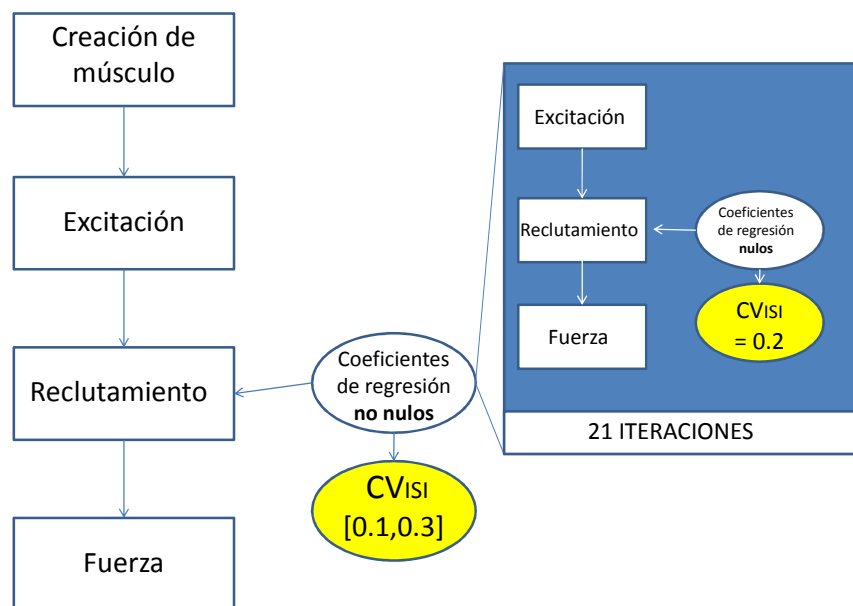 Creación de
músculo
Excitación
Reclutamiento
Fuerza
Coeficientes
de regresión
no nulos
CVISI
[0.1,0.3]
Excitación
Reclutamiento
Fuerza
Coeficientes
de regresión
nulos
CVISI
= 0.2
21 ITERACIONES